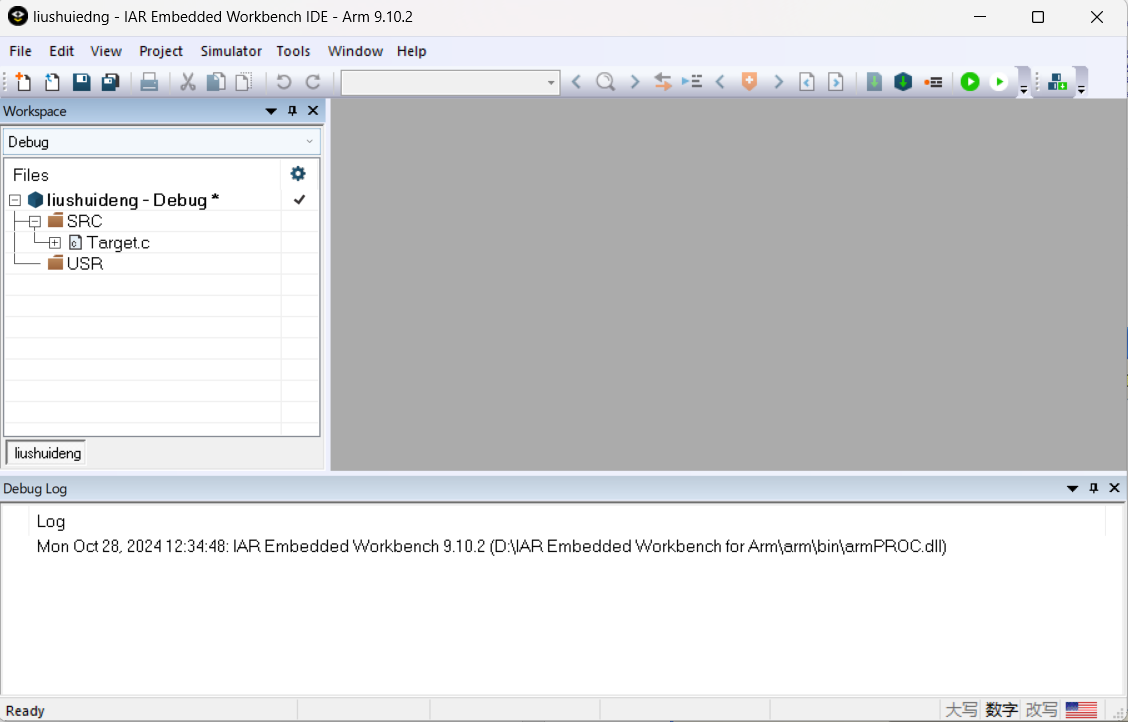 liushuiedng - IAR Embedded Workbench IDE - Arm 9.10.2
File Edit View Project Simulator Tools Window Help
Workspace
Debug
Files
liushuideng - Debug *
SRC
Target.c
USR
liushuideng
Debug Log
Log
Mon Oct 28, 2024 12:34:48: IAR Embedded Workbench 9.10.2 (D:\IAR Embedded Workbench for Arm\arm\bin\armPROC.dll)
Ready 大写 数字 改写